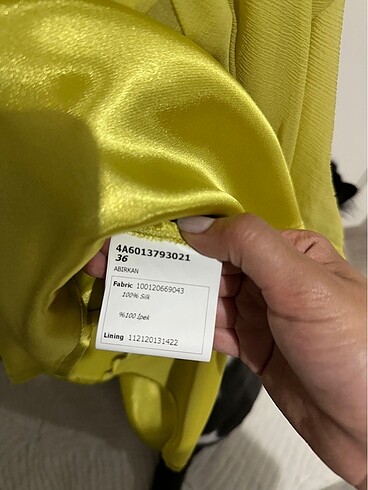 4A6013793021
36
ABIRKAN
Fabric 100120669043
100% Silk
%100 İpek
Lining 112120131422